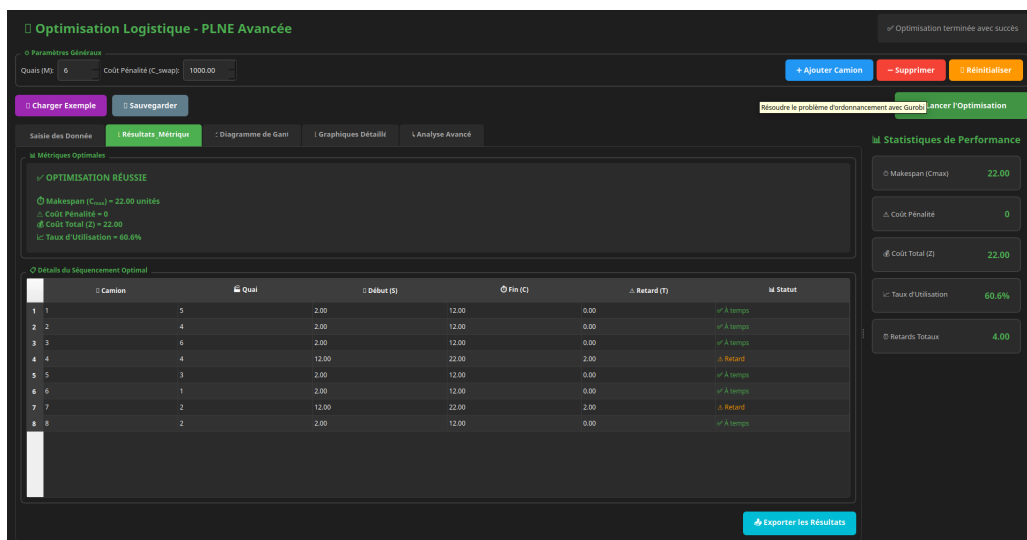 Optimisation Logistique - PLNE Avancée
✅ Optimisation terminée avec succès
Paramètres Généraux
Quais (M): 6 Coût Pénalité (C_swap): 1000.00
+ Ajouter Camion
− Supprimer
Réinitialiser
Charger Exemple
Sauvegarder
Résoudre le problème d'ordonnancement avec Gurobi
Lancer l'Optimisation
Saisie des Donnée
Résultats_Métrique
Diagramme de Gant
Graphiques Détaillé
Analyse Avancé
📊 Statistiques de Performance
📊 Métriques Optimales
✅ OPTIMISATION RÉUSSIE
⏱ Makespan (Cmax) = 22.00 unités
⚠ Coût Pénalité = 0
💰 Coût Total (Z) = 22.00
📈 Taux d'Utilisation = 60.6%
⏱ Makespan (Cmax) 22.00
⚠ Coût Pénalité 0
💰 Coût Total (Z) 22.00
📈 Taux d'Utilisation 60.6%
⏰ Retards Totaux 4.00
📋 Détails du Séquencement Optimal
Camion Quai Début (S) Fin (C) Retard (T) Statut
1 1 5 2.00 12.00 0.00 ✅ À temps
2 2 4 2.00 12.00 0.00 ✅ À temps
3 3 6 2.00 12.00 0.00 ✅ À temps
4 4 4 12.00 22.00 2.00 ⚠ Retard
5 5 3 2.00 12.00 0.00 ✅ À temps
6 6 1 2.00 12.00 0.00 ✅ À temps
7 7 2 12.00 22.00 2.00 ⚠ Retard
8 8 2 2.00 12.00 0.00 ✅ À temps
📤 Exporter les Résultats